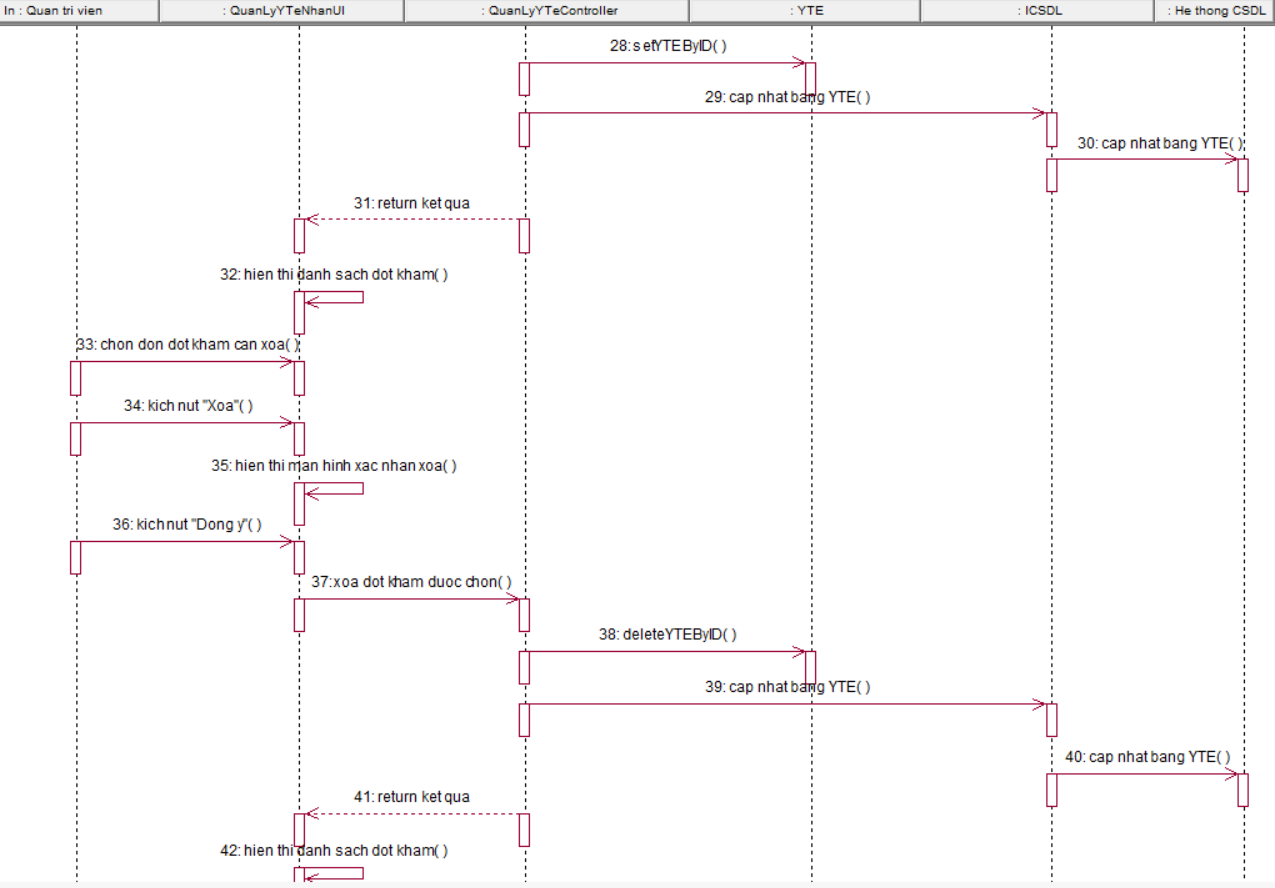 In : Quan tri vien
: QuanLyYTeNhanUI
: QuanLyYTeController
: YTE
: ICSDL
: He thong CSDL
28: setYTEByID( )
29: cap nhat bang YTE( )
30: cap nhat bang YTE( )
31: return ket qua
32: hien thi danh sach dot kham( )
33: chon don dot kham can xoa( )
34: kich nut "Xoa"( )
35: hien thi man hinh xac nhan xoa( )
36: kich nut "Dong y"( )
37: xoa dot kham duoc chon( )
38: deleteYTEByID( )
39: cap nhat bang YTE( )
40: cap nhat bang YTE( )
41: return ket qua
42: hien thi danh sach dot kham( )